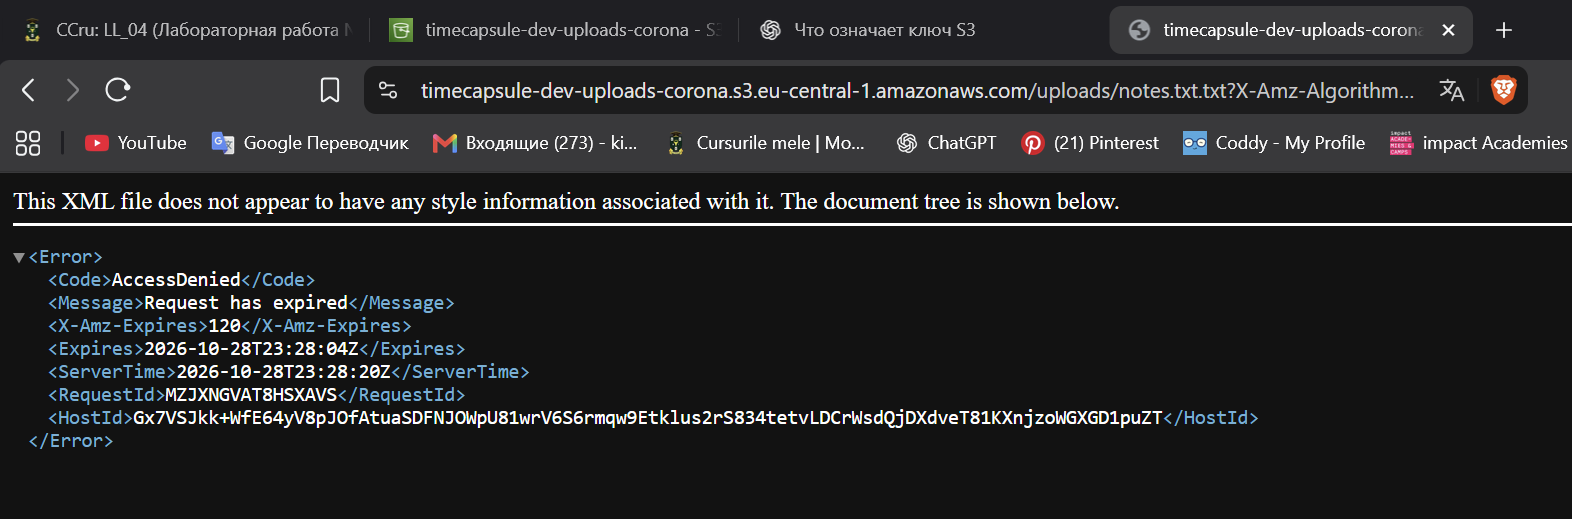 CCru: LL_04 (Лабораторная работа
timecapsule-dev-uploads-corona - S3
Что означает ключ S3
timecapsule-dev-uploads-corona
timecapsule-dev-uploads-corona.s3.eu-central-1.amazonaws.com/uploads/notes.txt.txt?X-Amz-Algorithm...
YouTube
Google Переводчик
Входящие (273) - ki...
Cursurile mele | Mo...
ChatGPT
(21) Pinterest
Coddy - My Profile
impact Academies
This XML file does not appear to have any style information associated with it. The document tree is shown below.
<Error>
<Code>AccessDenied</Code>
<Message>Request has expired</Message>
<X-Amz-Expires>120</X-Amz-Expires>
<Expires>2026-10-28T23:28:04Z</Expires>
<ServerTime>2026-10-28T23:28:20Z</ServerTime>
<RequestId>MZJXNGVAT8HSXAVS</RequestId>
<HostId>Gx7VSJkk+WfE64yV8pJOfAtuaSDFNJOWpU81wrV6S6rmqw9Etklus2rS834tetvLDCrWsdQjDXdveT81KXnjzoWGXGD1puZT</HostId>
</Error>